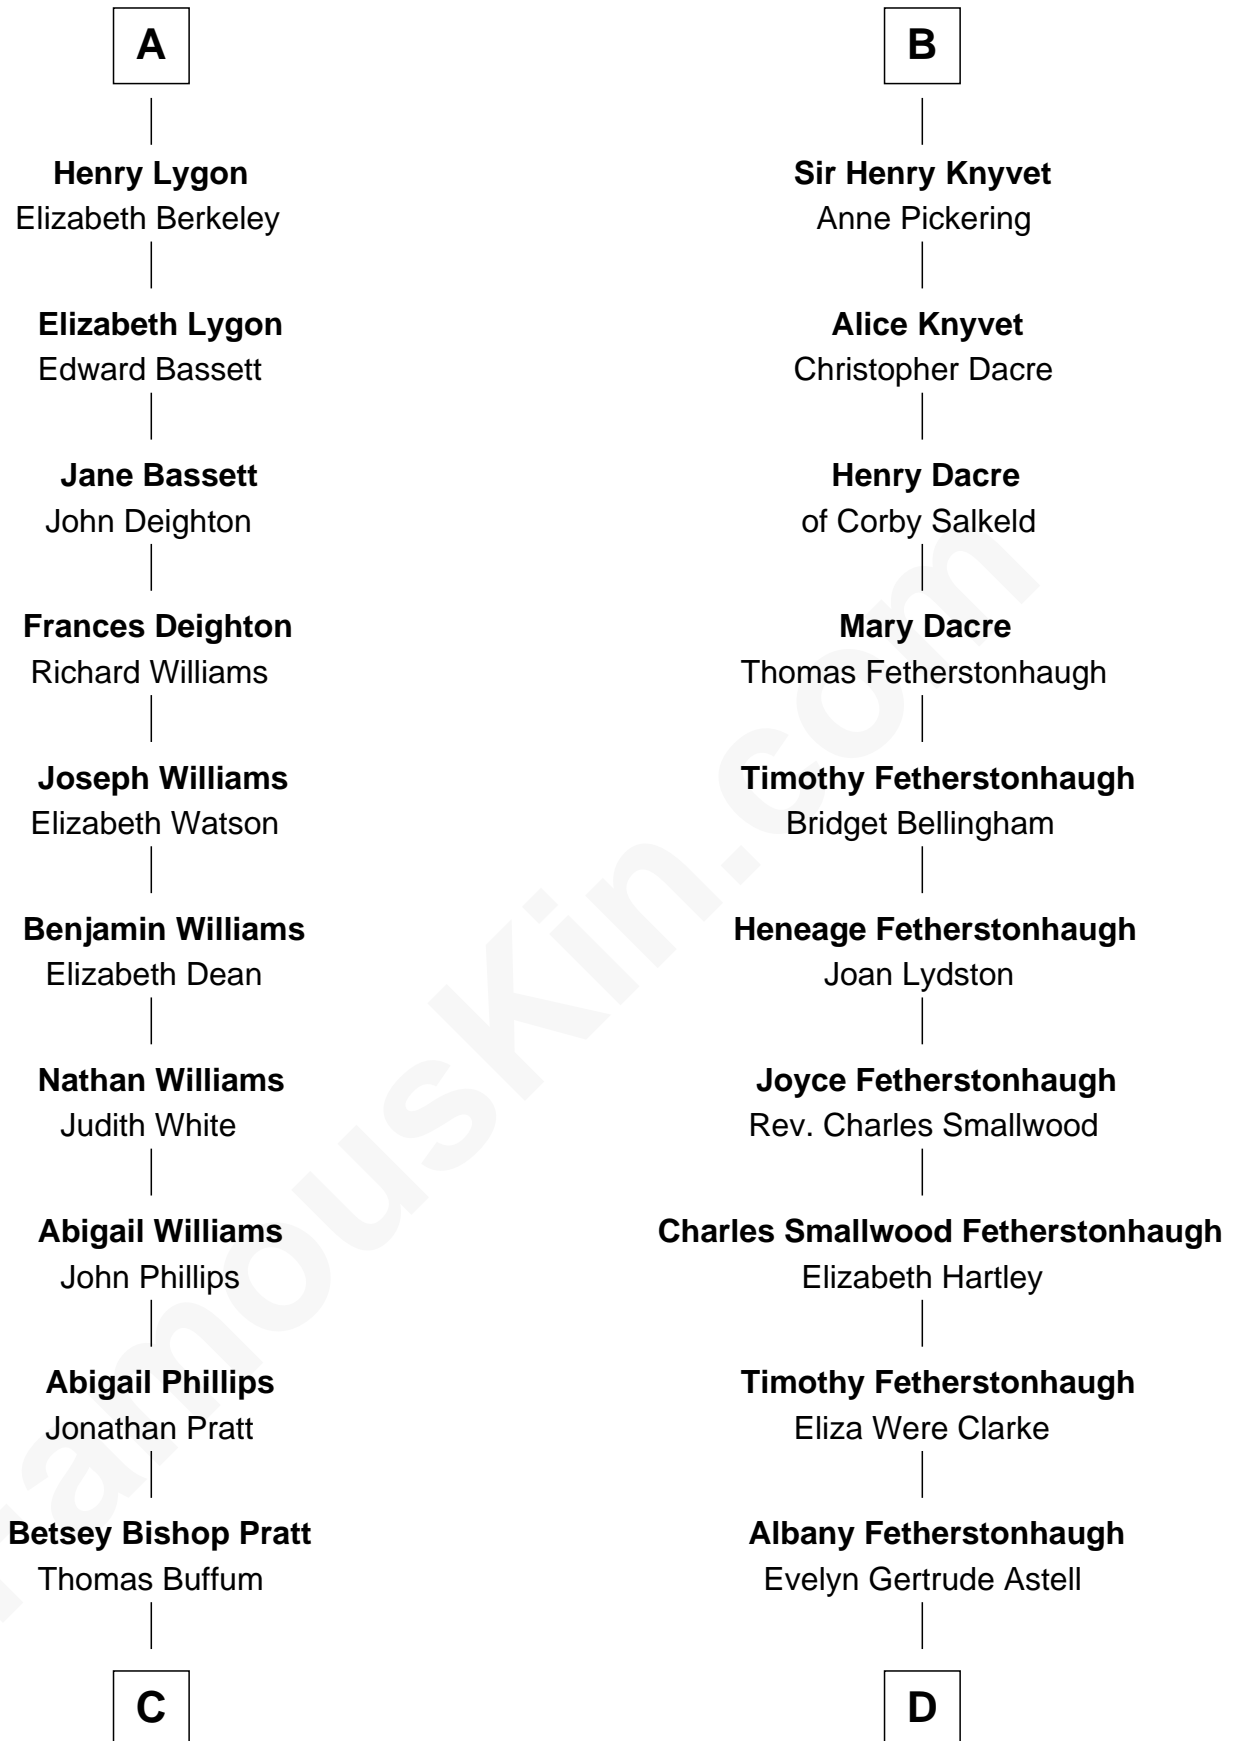 A
Henry Lygon
Elizabeth Berkeley
Elizabeth Lygon
Edward Bassett
Jane Bassett
John Deighton
Frances Deighton
Richard Williams
Joseph Williams
Elizabeth Watson
Benjamin Williams
Elizabeth Dean
Nathan Williams
Judith White
Abigail Williams
John Phillips
Abigail Phillips
Jonathan Pratt
Betsey Bishop Pratt
Thomas Buffum
C
B
Sir Henry Knyvet
Anne Pickering
Alice Knyvet
Christopher Dacre
Henry Dacre
of Corby Salkeld
Mary Dacre
Thomas Fetherstonhaugh
Timothy Fetherstonhaugh
Bridget Bellingham
Heneage Fetherstonhaugh
Joan Lydston
Joyce Fetherstonhaugh
Rev. Charles Smallwood
Charles Smallwood Fetherstonhaugh
Elizabeth Hartley
Timothy Fetherstonhaugh
Eliza Were Clarke
Albany Fetherstonhaugh
Evelyn Gertrude Astell
D
FamousKin.com